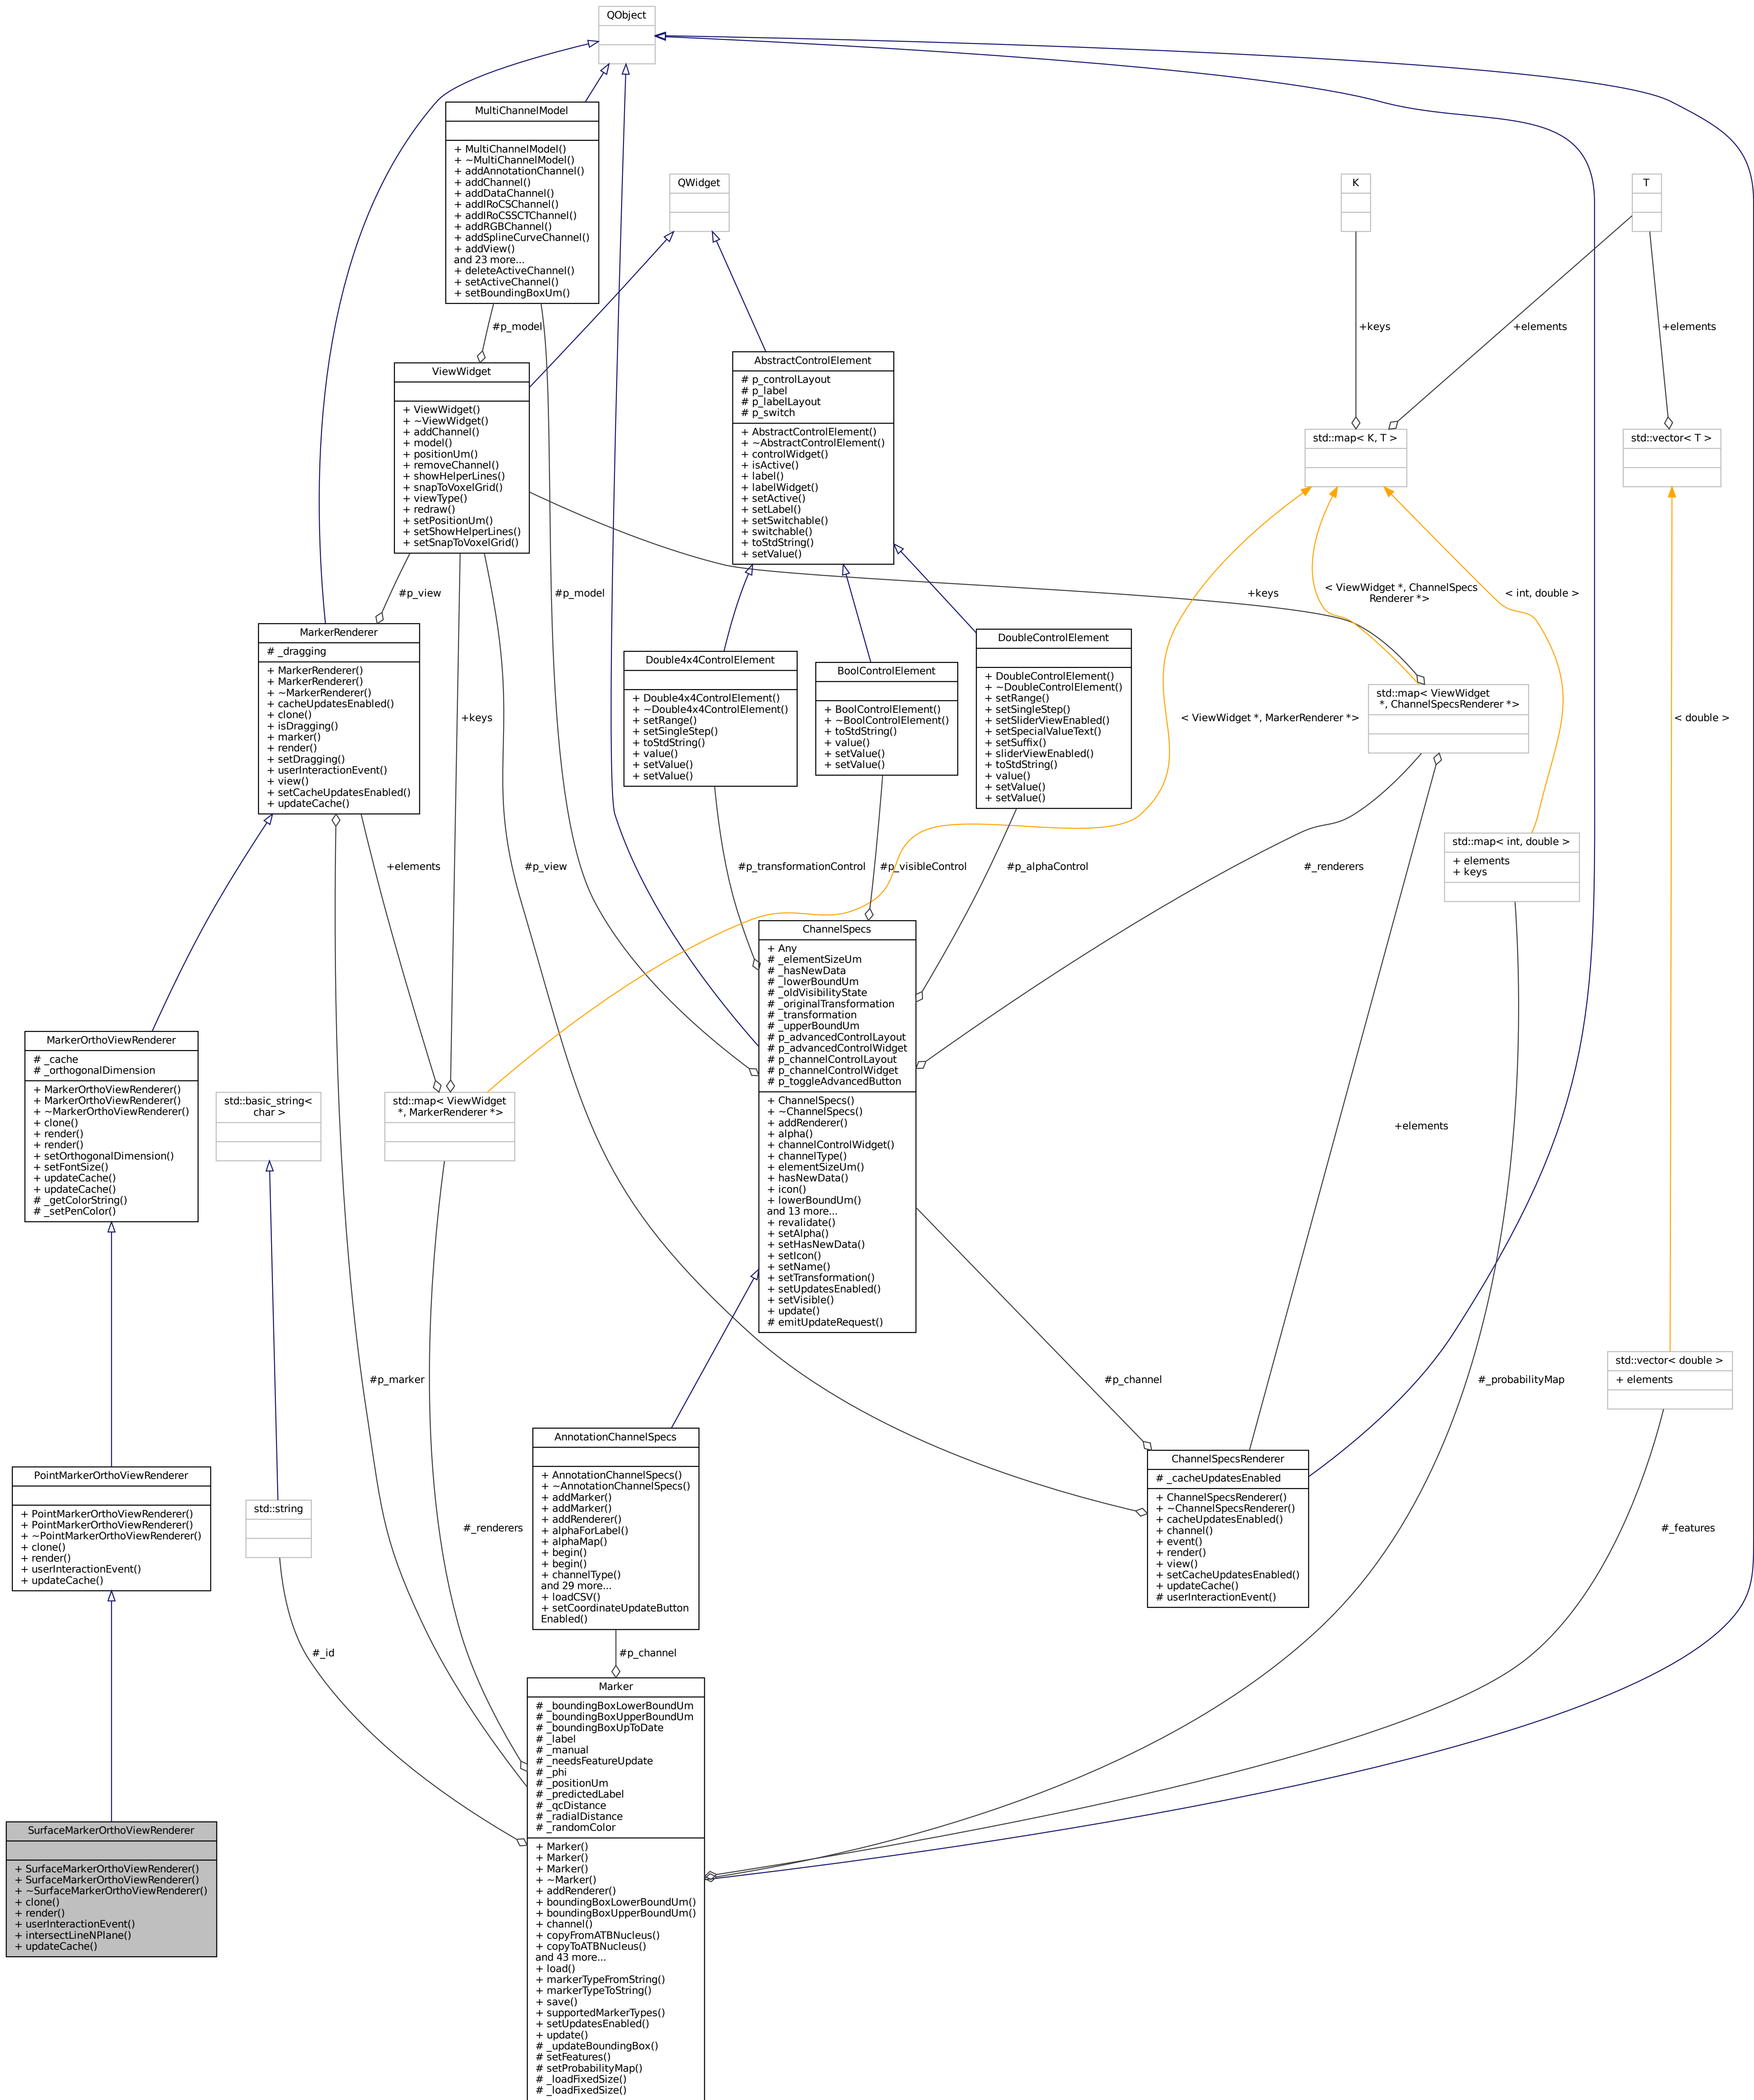 QObject
MultiChannelModel
+ MultiChannelModel()
+ ~MultiChannelModel()
+ addAnnotationChannel()
+ addChannel()
+ addDataChannel()
+ addIRoCSChannel()
+ addIRoCSSCTChannel()
+ addRGBChannel()
+ addSplineCurveChannel()
+ addView()
and 23 more...
+ deleteActiveChannel()
+ setActiveChannel()
+ setBoundingBoxUm()
QWidget
K
T
#p_model
+keys
+elements
+elements
ViewWidget
+ ViewWidget()
+ ~ViewWidget()
+ addChannel()
+ model()
+ positionUm()
+ removeChannel()
+ showHelperLines()
+ snapToVoxelGrid()
+ viewType()
+ redraw()
+ setPositionUm()
+ setShowHelperLines()
+ setSnapToVoxelGrid()
AbstractControlElement
# p_controlLayout
# p_label
# p_labelLayout
# p_switch
+ AbstractControlElement()
+ ~AbstractControlElement()
+ controlWidget()
+ isActive()
+ label()
+ labelWidget()
+ setActive()
+ setLabel()
+ setSwitchable()
+ switchable()
+ toStdString()
+ setValue()
std::map< K, T >
std::vector< T >
#p_view
#p_model
+keys
< ViewWidget *, ChannelSpecs
Renderer *>
< int, double >
MarkerRenderer
# _dragging
+ MarkerRenderer()
+ MarkerRenderer()
+ ~MarkerRenderer()
+ cacheUpdatesEnabled()
+ clone()
+ isDragging()
+ marker()
+ render()
+ setDragging()
+ userInteractionEvent()
+ view()
+ setCacheUpdatesEnabled()
+ updateCache()
+keys
Double4x4ControlElement
+ Double4x4ControlElement()
+ ~Double4x4ControlElement()
+ setRange()
+ setSingleStep()
+ toStdString()
+ value()
+ setValue()
+ setValue()
BoolControlElement
+ BoolControlElement()
+ ~BoolControlElement()
+ toStdString()
+ value()
+ setValue()
+ setValue()
DoubleControlElement
+ DoubleControlElement()
+ ~DoubleControlElement()
+ setRange()
+ setSingleStep()
+ setSliderViewEnabled()
+ setSpecialValueText()
+ setSuffix()
+ sliderViewEnabled()
+ toStdString()
+ value()
+ setValue()
+ setValue()
< ViewWidget *, MarkerRenderer *>
std::map< ViewWidget
*, ChannelSpecsRenderer *>
< double >
std::map< int, double >
+ elements
+ keys
+elements
#p_view
#p_transformationControl
#p_visibleControl
#p_alphaControl
#_renderers
ChannelSpecs
+ Any
# _elementSizeUm
# _hasNewData
# _lowerBoundUm
# _oldVisibilityState
# _originalTransformation
# _transformation
# _upperBoundUm
# p_advancedControlLayout
# p_advancedControlWidget
# p_channelControlLayout
# p_channelControlWidget
# p_toggleAdvancedButton
+ ChannelSpecs()
+ ~ChannelSpecs()
+ addRenderer()
+ alpha()
+ channelControlWidget()
+ channelType()
+ elementSizeUm()
+ hasNewData()
+ icon()
+ lowerBoundUm()
and 13 more...
+ revalidate()
+ setAlpha()
+ setHasNewData()
+ setIcon()
+ setName()
+ setTransformation()
+ setUpdatesEnabled()
+ setVisible()
+ update()
# emitUpdateRequest()
MarkerOrthoViewRenderer
# _cache
# _orthogonalDimension
+ MarkerOrthoViewRenderer()
+ MarkerOrthoViewRenderer()
+ ~MarkerOrthoViewRenderer()
+ clone()
+ render()
+ render()
+ setOrthogonalDimension()
+ setFontSize()
+ updateCache()
+ updateCache()
# _getColorString()
# _setPenColor()
std::basic_string<
char >
std::map< ViewWidget
*, MarkerRenderer *>
+elements
#p_marker
#p_channel
#_probabilityMap
std::vector< double >
+ elements
AnnotationChannelSpecs
+ AnnotationChannelSpecs()
+ ~AnnotationChannelSpecs()
+ addMarker()
+ addMarker()
+ addRenderer()
+ alphaForLabel()
+ alphaMap()
+ begin()
+ begin()
+ channelType()
and 29 more...
+ loadCSV()
+ setCoordinateUpdateButton
Enabled()
ChannelSpecsRenderer
# _cacheUpdatesEnabled
+ ChannelSpecsRenderer()
+ ~ChannelSpecsRenderer()
+ cacheUpdatesEnabled()
+ channel()
+ event()
+ render()
+ view()
+ setCacheUpdatesEnabled()
+ updateCache()
# userInteractionEvent()
PointMarkerOrthoViewRenderer
+ PointMarkerOrthoViewRenderer()
+ PointMarkerOrthoViewRenderer()
+ ~PointMarkerOrthoViewRenderer()
+ clone()
+ render()
+ userInteractionEvent()
+ updateCache()
std::string
#_renderers
#_features
#_id
#p_channel
Marker
# _boundingBoxLowerBoundUm
# _boundingBoxUpperBoundUm
# _boundingBoxUpToDate
# _label
# _manual
# _needsFeatureUpdate
# _phi
# _positionUm
# _predictedLabel
# _qcDistance
# _radialDistance
# _randomColor
+ Marker()
+ Marker()
+ Marker()
+ ~Marker()
+ addRenderer()
+ boundingBoxLowerBoundUm()
+ boundingBoxUpperBoundUm()
+ channel()
+ copyFromATBNucleus()
+ copyToATBNucleus()
and 43 more...
+ load()
+ markerTypeFromString()
+ markerTypeToString()
+ save()
+ supportedMarkerTypes()
+ setUpdatesEnabled()
+ update()
# _updateBoundingBox()
# setFeatures()
# setProbabilityMap()
# _loadFixedSize()
# _loadFixedSize()
SurfaceMarkerOrthoViewRenderer
+ SurfaceMarkerOrthoViewRenderer()
+ SurfaceMarkerOrthoViewRenderer()
+ ~SurfaceMarkerOrthoViewRenderer()
+ clone()
+ render()
+ userInteractionEvent()
+ intersectLineNPlane()
+ updateCache()